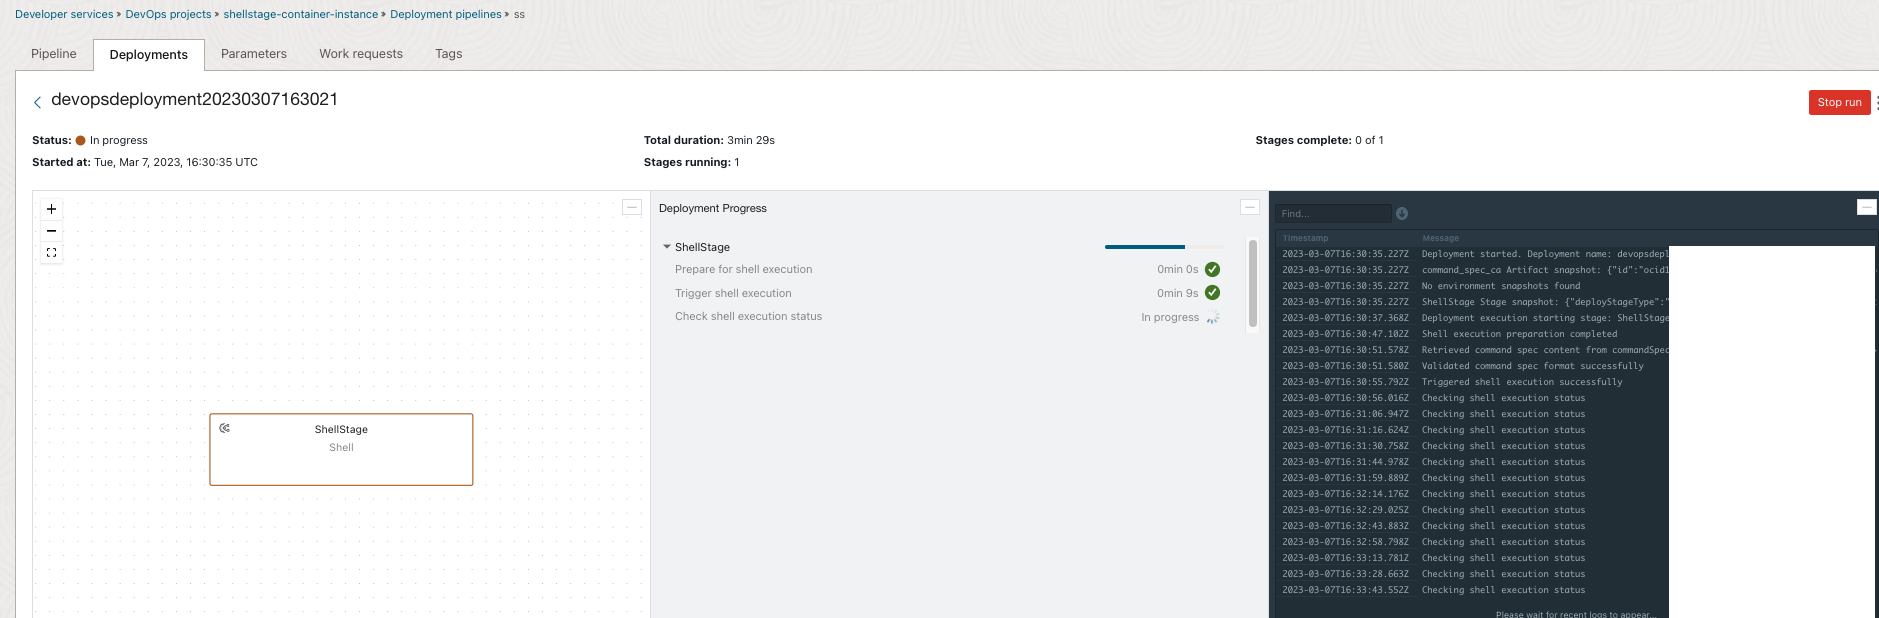 Developer services » DevOps projects » shellstage-container-instance » Deployment pipelines » ss
Pipeline Deployments Parameters Work requests Tags
devopsdeployment20230307163021
Stop run
Status: In progress Total duration: 3min 29s Stages complete: 0 of 1
Started at: Tue, Mar 7, 2023, 16:30:35 UTC Stages running: 1
Deployment Progress
ShellStage
Prepare for shell execution 0min 0s
Trigger shell execution 0min 9s
Check shell execution status In progress
ShellStage
Shell
Find...
Timestamp Message
2023-03-07T16:30:35.227Z Deployment started. Deployment name: devopsdepl
2023-03-07T16:30:35.227Z command_spec_ca Artifact snapshot: {"id":"ocid1
2023-03-07T16:30:35.227Z No environment snapshots found
2023-03-07T16:30:35.227Z ShellStage Stage snapshot: {"deployStageType":"
2023-03-07T16:30:37.368Z Deployment execution starting stage: ShellStage
2023-03-07T16:30:47.102Z Shell execution preparation completed
2023-03-07T16:30:51.578Z Retrieved command spec content from commandSpec
2023-03-07T16:30:51.580Z Validated command spec format successfully
2023-03-07T16:30:55.792Z Triggered shell execution successfully
2023-03-07T16:30:56.016Z Checking shell execution status
2023-03-07T16:31:06.947Z Checking shell execution status
2023-03-07T16:31:16.624Z Checking shell execution status
2023-03-07T16:31:30.758Z Checking shell execution status
2023-03-07T16:31:44.978Z Checking shell execution status
2023-03-07T16:31:59.889Z Checking shell execution status
2023-03-07T16:32:14.176Z Checking shell execution status
2023-03-07T16:32:29.025Z Checking shell execution status
2023-03-07T16:32:43.883Z Checking shell execution status
2023-03-07T16:32:58.798Z Checking shell execution status
2023-03-07T16:33:13.781Z Checking shell execution status
2023-03-07T16:33:28.663Z Checking shell execution status
2023-03-07T16:33:43.552Z Checking shell execution status
Please wait for recent logs to appear...